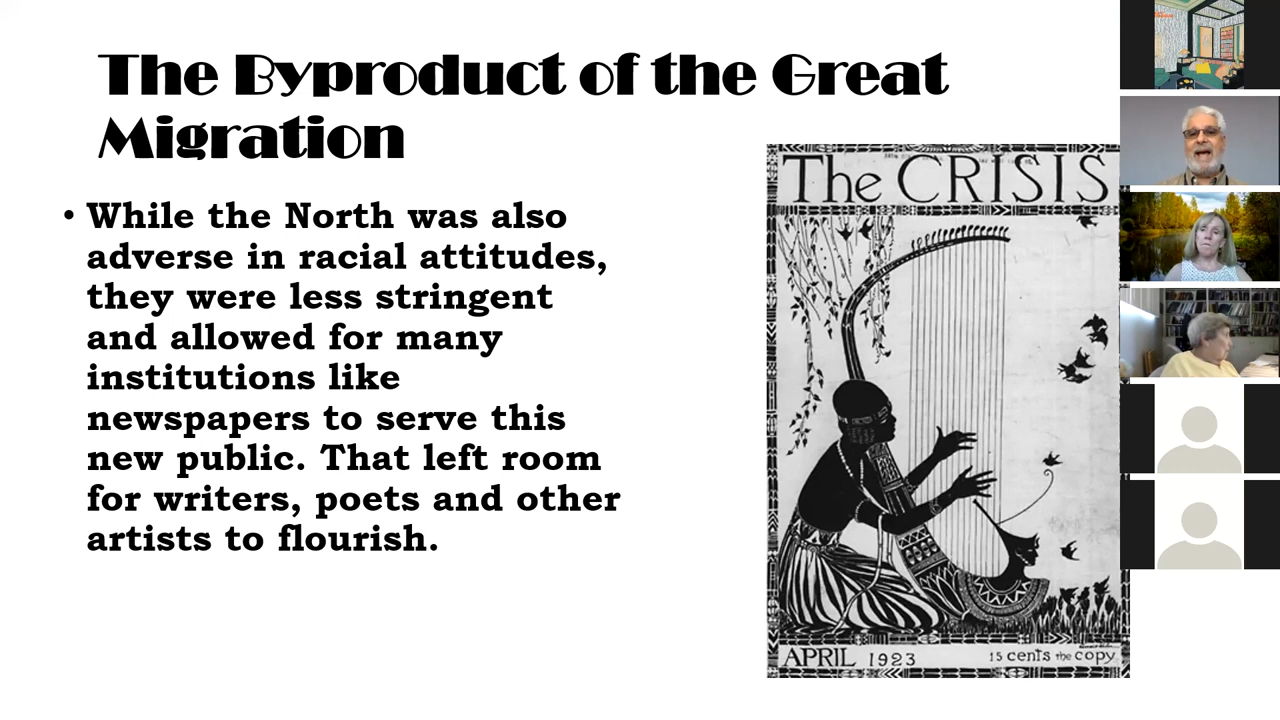 The Byproduct of the Great
Migration
• While the North was also
adverse in racial attitudes,
they were less stringent
and allowed for many
institutions like
newspapers to serve this
new public. That left room
for writers, poets and other
artists to flourish.
The CRISIS
APRIL 1923 15 cents the copy